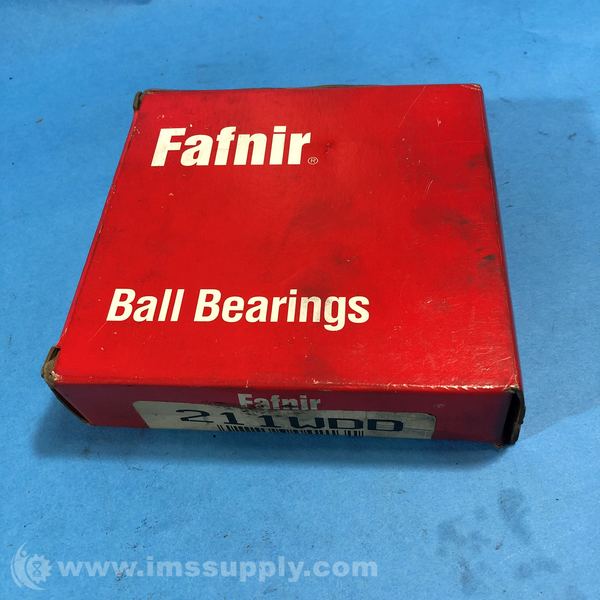 Fafnir®
Ball Bearings
Fafnir
211WDD
www.imssupply.com